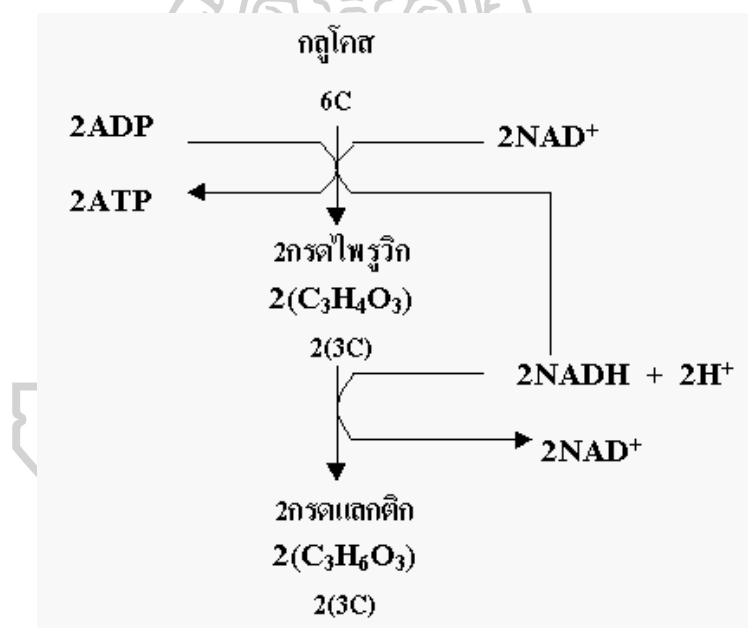 กลูโคส
6C
2ADP
2NAD⁺
2ATP
2กรดไพรูวิก
2(C₃H₄O₃)
2(3C)
2NADH + 2H⁺
2NAD⁺
2กรดแลกติก
2(C₃H₆O₃)
2(3C)